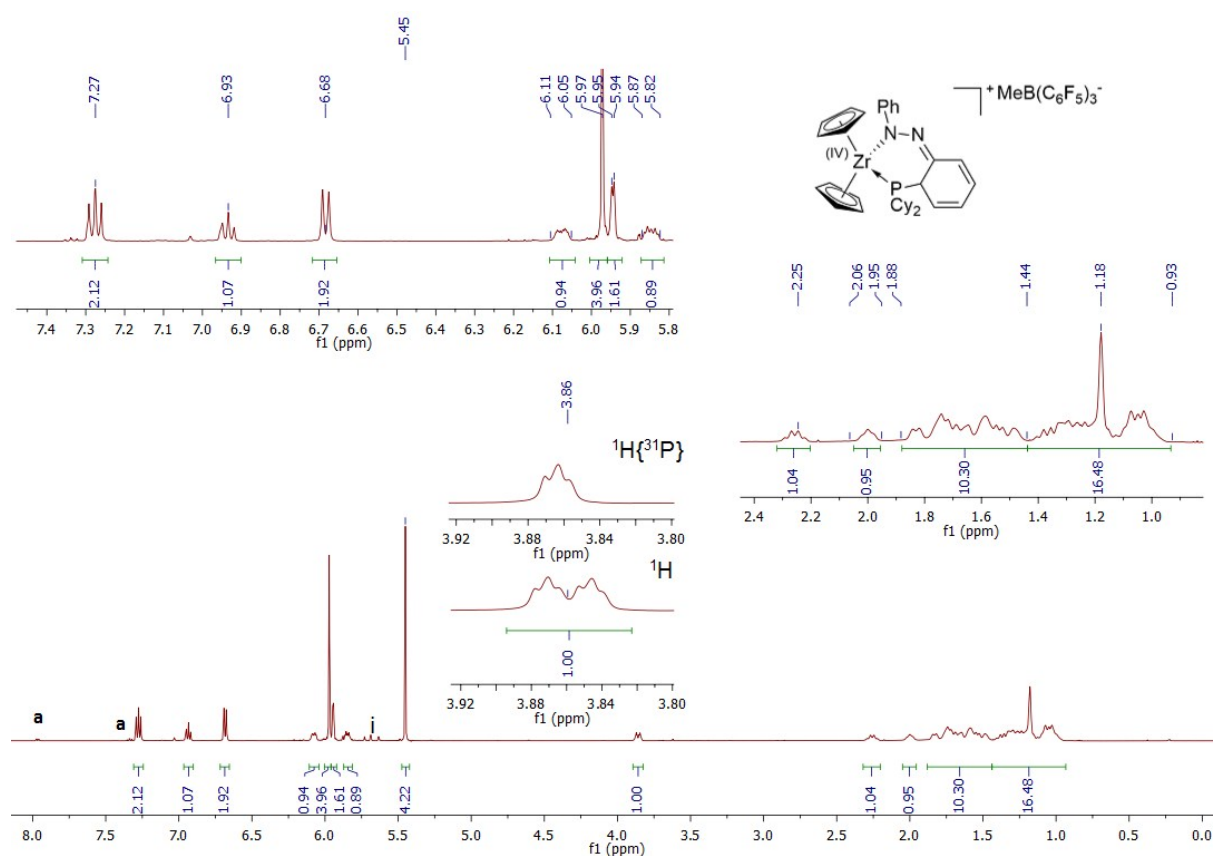 5.45
7.27
6.93
6.68
6.11
6.05
5.97
5.95
5.94
5.87
5.82
2.12
1.07
1.92
0.94
3.96
1.61
0.89
7.4 7.3 7.2 7.1 7.0 6.9 6.8 6.7 6.6 6.5 6.4 6.3 6.2 6.1 6.0 5.9 5.8
f1 (ppm)
Ph
N N
(IV)
Zr
P
Cy2
+ MeB(C6F5)3-
2.25
2.06
1.95
1.88
1.44
1.18
0.93
1.04
0.95
10.30
16.48
2.4 2.2 2.0 1.8 1.6 1.4 1.2 1.0
f1 (ppm)
3.86
1H{31P}
3.92 3.88 3.84 3.80
f1 (ppm)
1H
1.00
3.92 3.88 3.84 3.80
f1 (ppm)
a
a
i
2.12
1.07
1.92
0.94
3.96
1.61
0.89
4.22
1.00
1.04
0.95
10.30
16.48
8.0 7.5 7.0 6.5 6.0 5.5 5.0 4.5 4.0 3.5 3.0 2.5 2.0 1.5 1.0 0.5 0.0
f1 (ppm)